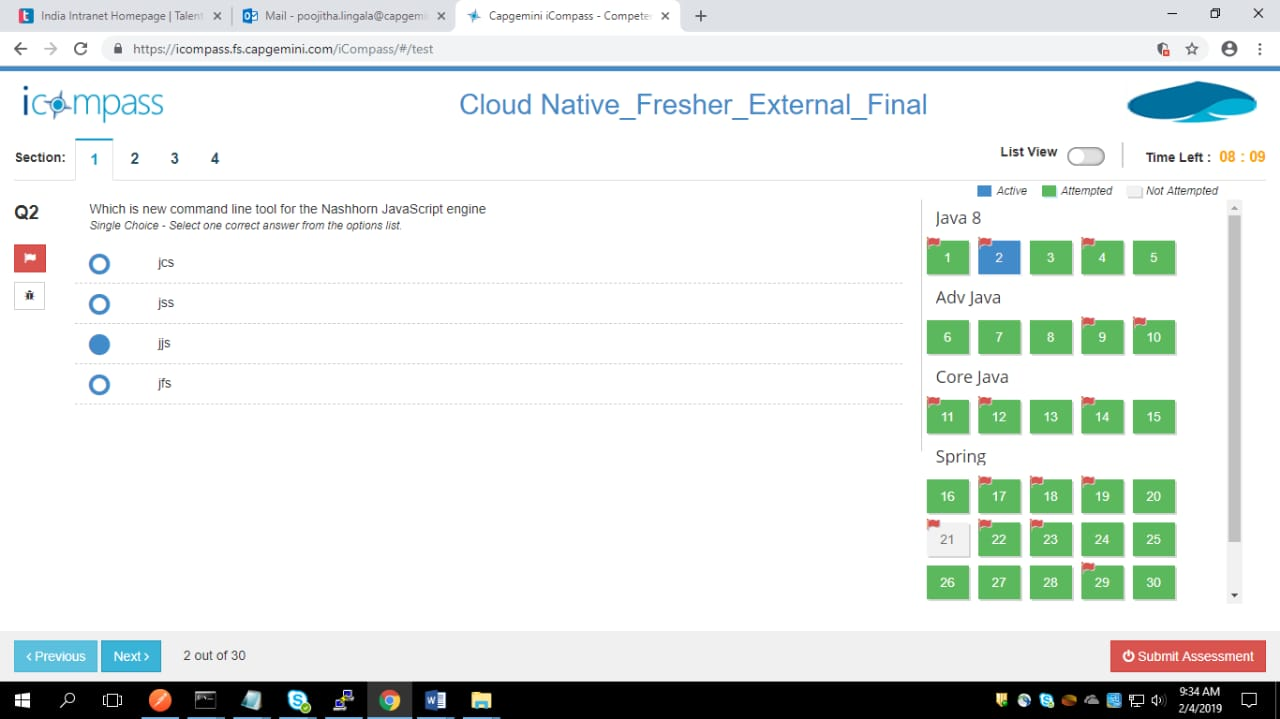 India Intranet Homepage | Talent
Mail - poojitha.lingala@capgemin
Capgemini iCompass - Compete
https://icompass.fs.capgemini.com/iCompass/#/test
icompass
Cloud Native_Fresher_External_Final
Section: 1 2 3 4
List View
Time Left : 08 : 09
Active Attempted Not Attempted
Q2
Which is new command line tool for the Nashhorn JavaScript engine
Single Choice - Select one correct answer from the options list.
jcs
jss
jjs
jfs
Java 8
1 2 3 4 5
Adv Java
6 7 8 9 10
Core Java
11 12 13 14 15
Spring
16 17 18 19 20
21 22 23 24 25
26 27 28 29 30
‹ Previous
Next ›
2 out of 30
Submit Assessment
9:34 AM
2/4/2019